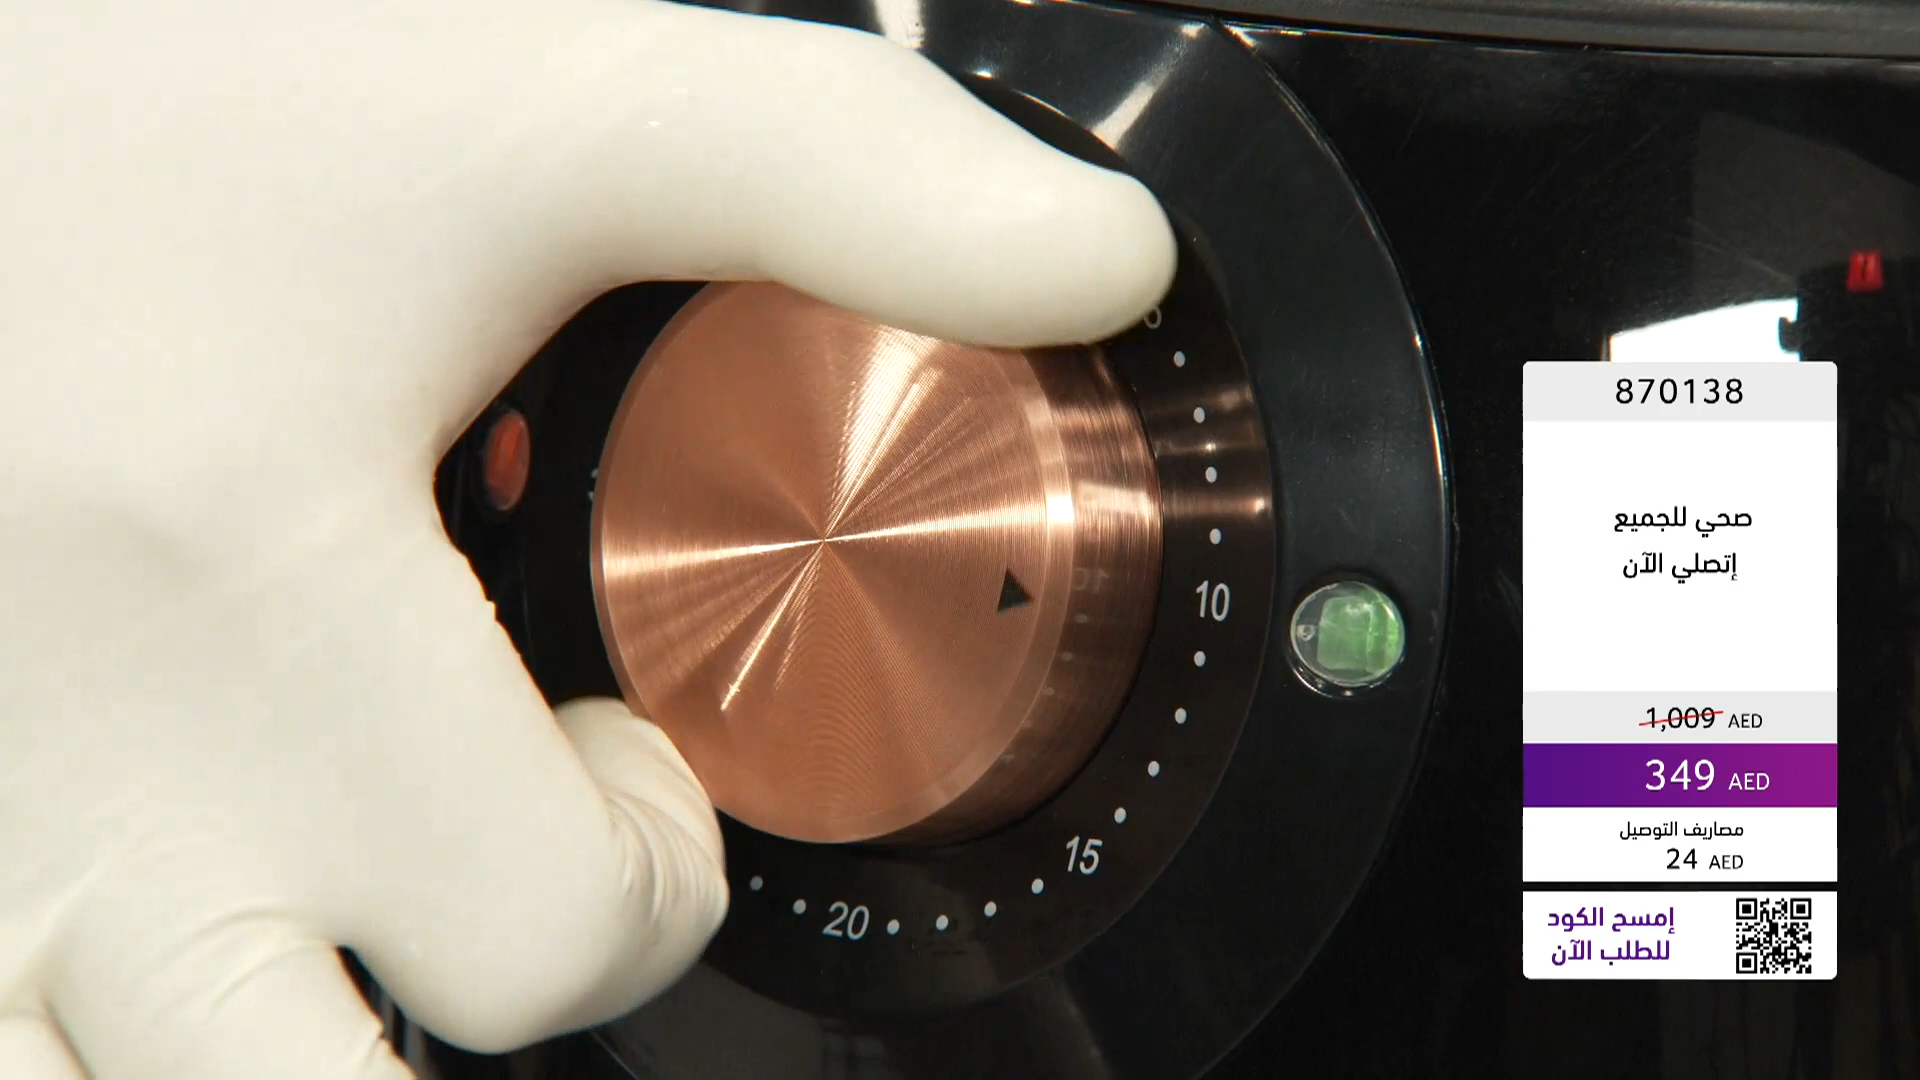 10
15
20
870138
صحي للجميع
إتصلي الآن
1,009 AED
349 AED
مصاريف التوصيل
24 AED
إمسح الكود
للطلب الآن